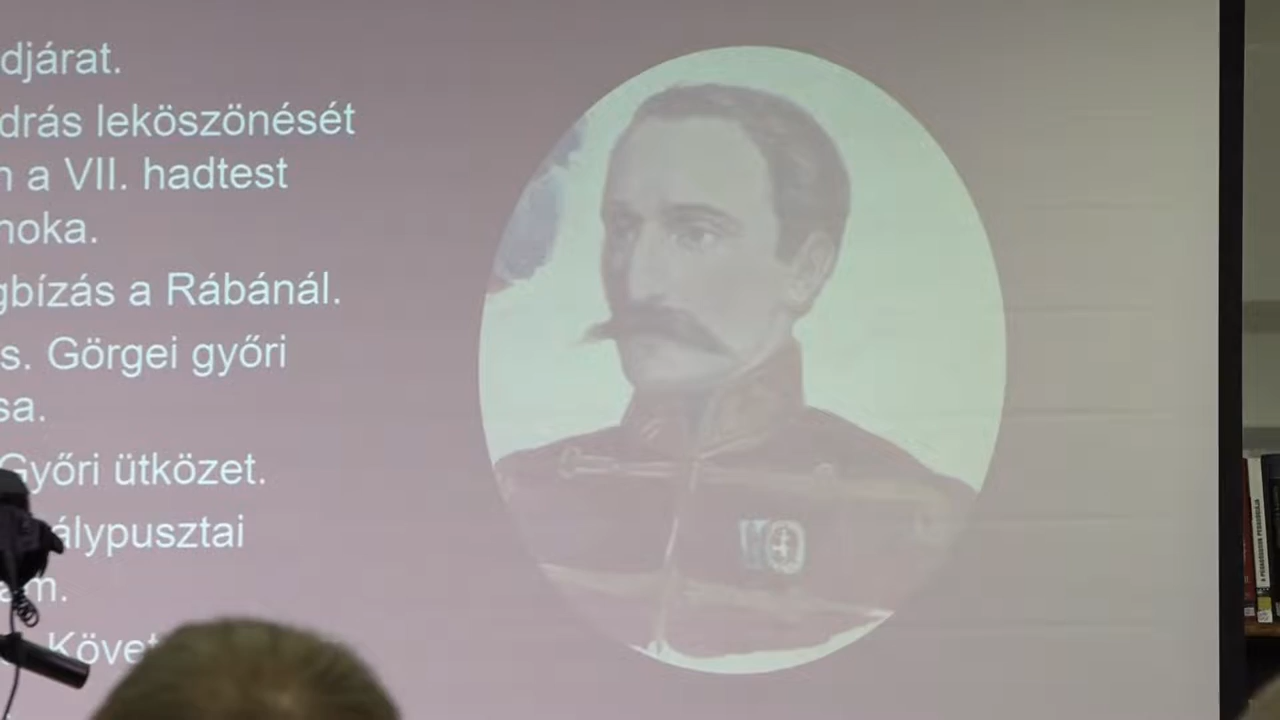 djárat.
drás leköszönését
n a VII. hadtest
noka.
gbízás a Rábánál.
s. Görgei győri
sa.
Győri ütközet.
álypusztai
m.
Követ